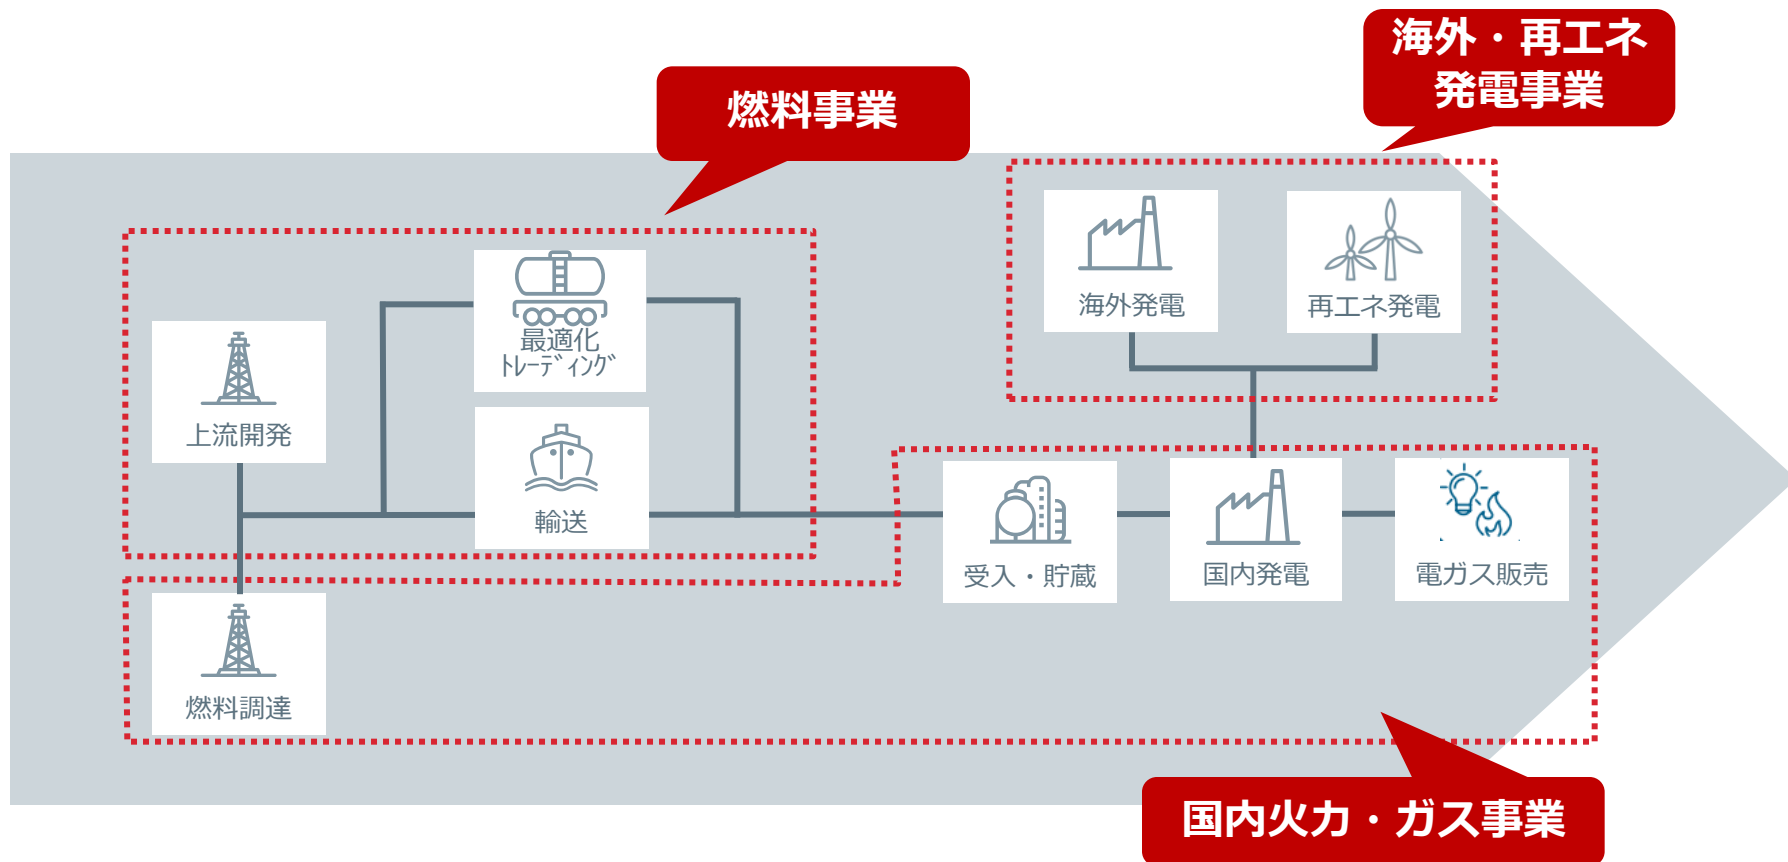 海外・再エネ
発電事業
燃料事業
海外発電
再エネ発電
最適化
ﾄﾚｰﾃﾞｨﾝｸﾞ
上流開発
輸送
受入・貯蔵
国内発電
電ガス販売
燃料調達
国内火力・ガス事業